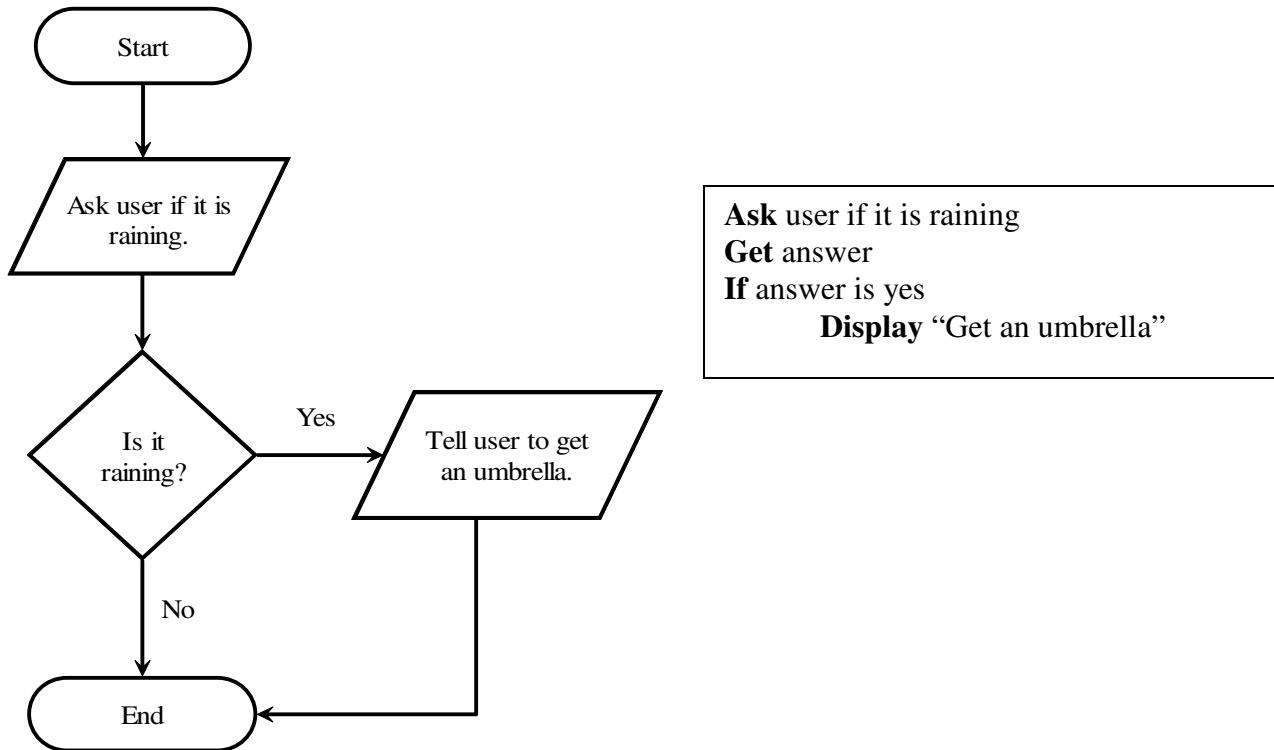 Start
Ask user if it is
raining.
Is it
raining?
Yes
Tell user to get
an umbrella.
No
End
Ask user if it is raining
Get answer
If answer is yes
Display “Get an umbrella”